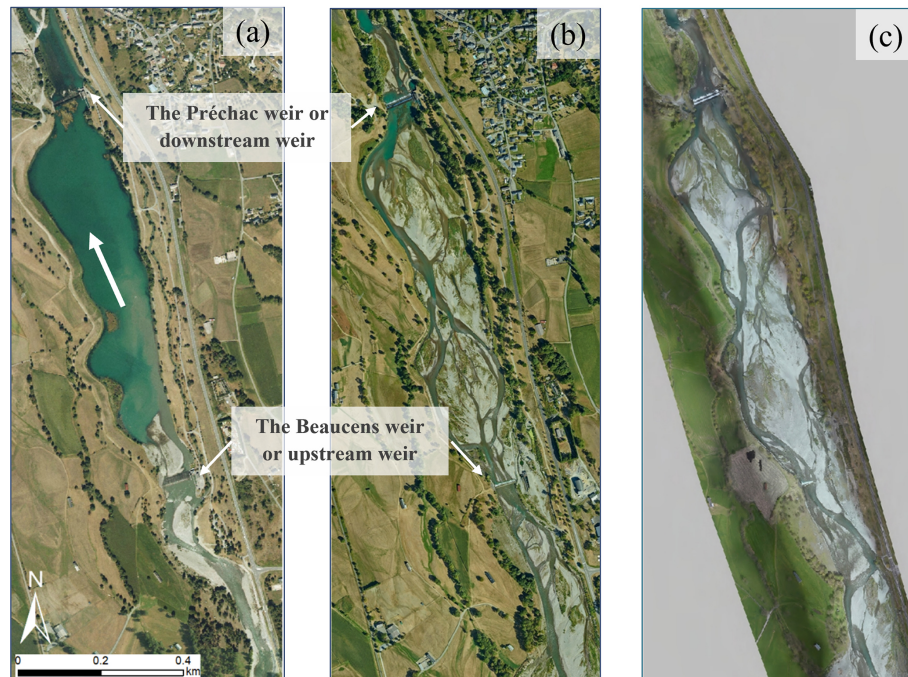 (a)
(b)
(c)
The Préchac weir or
downstream weir
The Beaucens weir
or upstream weir
N
0 0.2 0.4
km